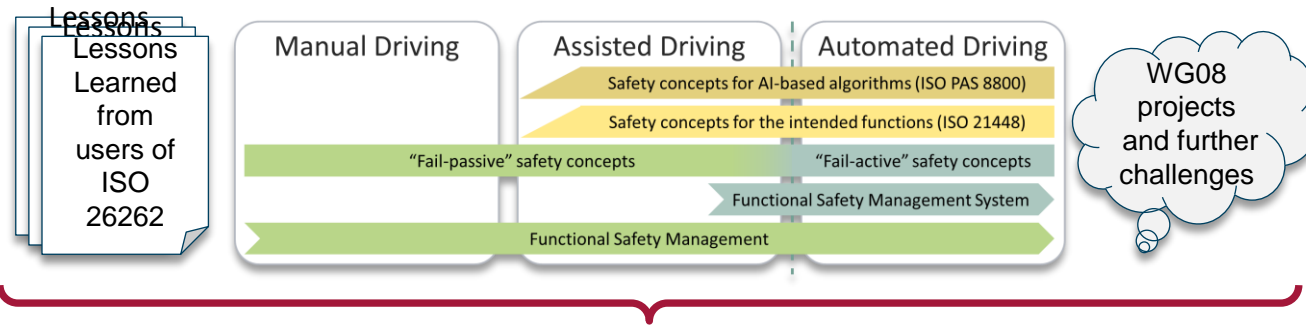 Lessons
Lessons
Lessons
Learned
from
users of
ISO
26262
Manual Driving
Assisted Driving
Automated Driving
Safety concepts for AI-based algorithms (ISO PAS 8800)
Safety concepts for the intended functions (ISO 21448)
“Fail-passive” safety concepts
“Fail-active” safety concepts
Functional Safety Management System
Functional Safety Management
WG08
projects
and further
challenges